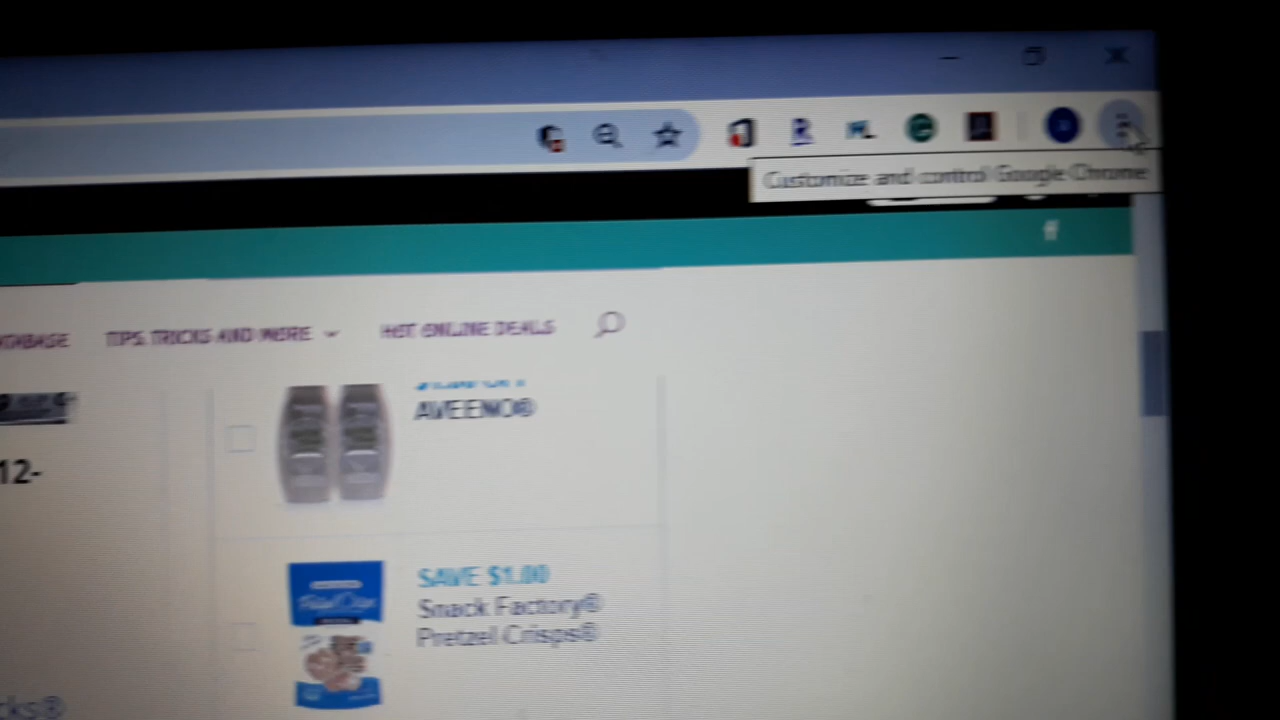 Customize and control Google Chrome
f
TIPS TRICKS AND MORE
HOT ONLINE DEALS
AVEENO®
12-
SAVE $1.00
Snack Factory®
Pretzel Crisps®
cks®